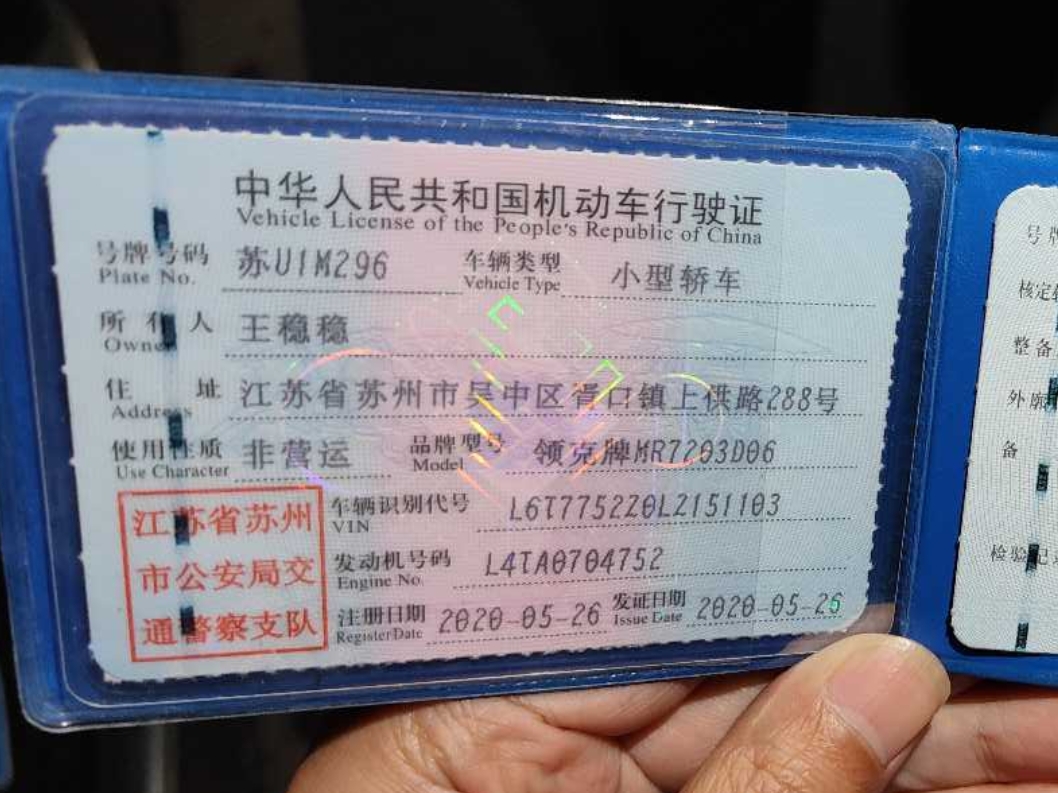 中华人民共和国机动车行驶证
Vehicle License of the People's Republic of China
号牌号码 苏U1M296 车辆类型 小型轿车
Plate No. Vehicle Type
所有人 王稳稳
Owner
住址 江苏省苏州市吴中区胥口镇上供路288号
Address
使用性质 非营运 品牌型号 领克牌MR7203D06
Use Character Model
车辆识别代号 L6T7752Z0L2151103
VIN
发动机号码 L4TA0704752
Engine No.
注册日期 2020-05-26 发证日期 2020-05-26
Register Date Issue Date
江苏省苏州
市公安局交
通警察支队
号牌
核定
整备
外廓
备
检验记